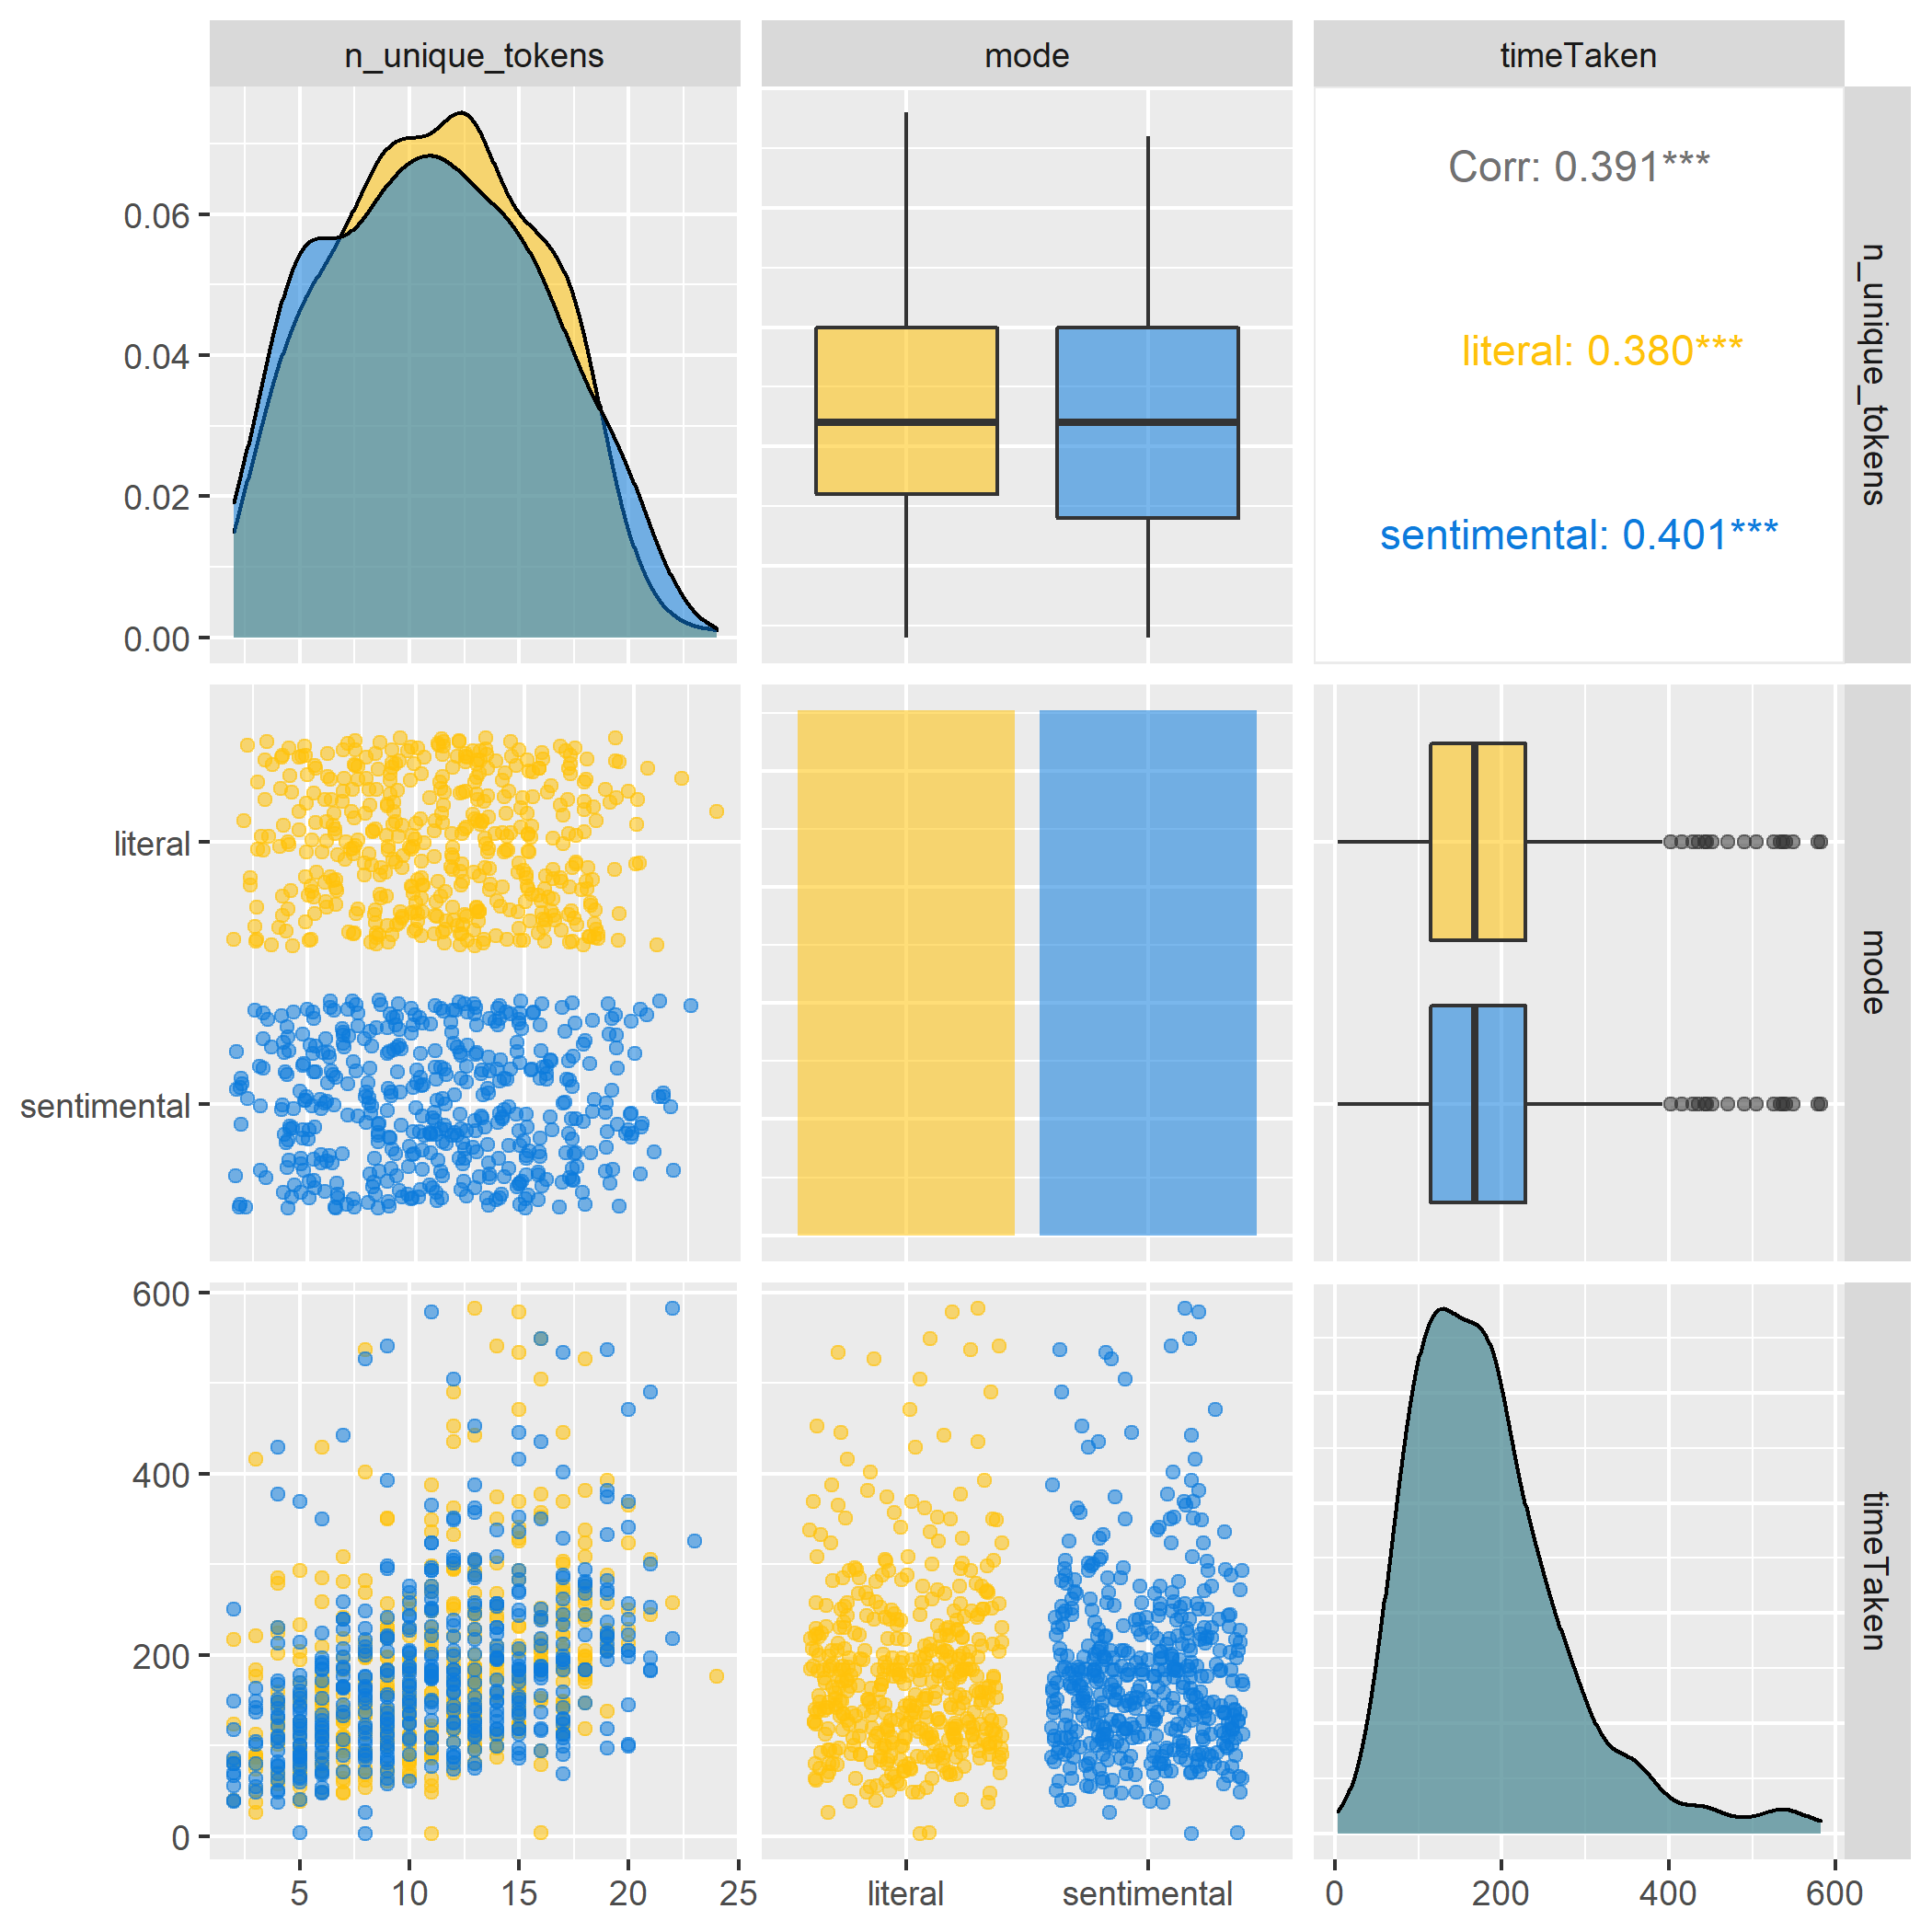 n_unique_tokens mode timeTaken
0.06
0.04
0.02
0.00
Corr: 0.391***
literal: 0.380***
sentimental: 0.401***
n_unique_tokens
literal
sentimental
mode
600
400
200
0
timeTaken
5 10 15 20 25 literal sentimental 0 200 400 600